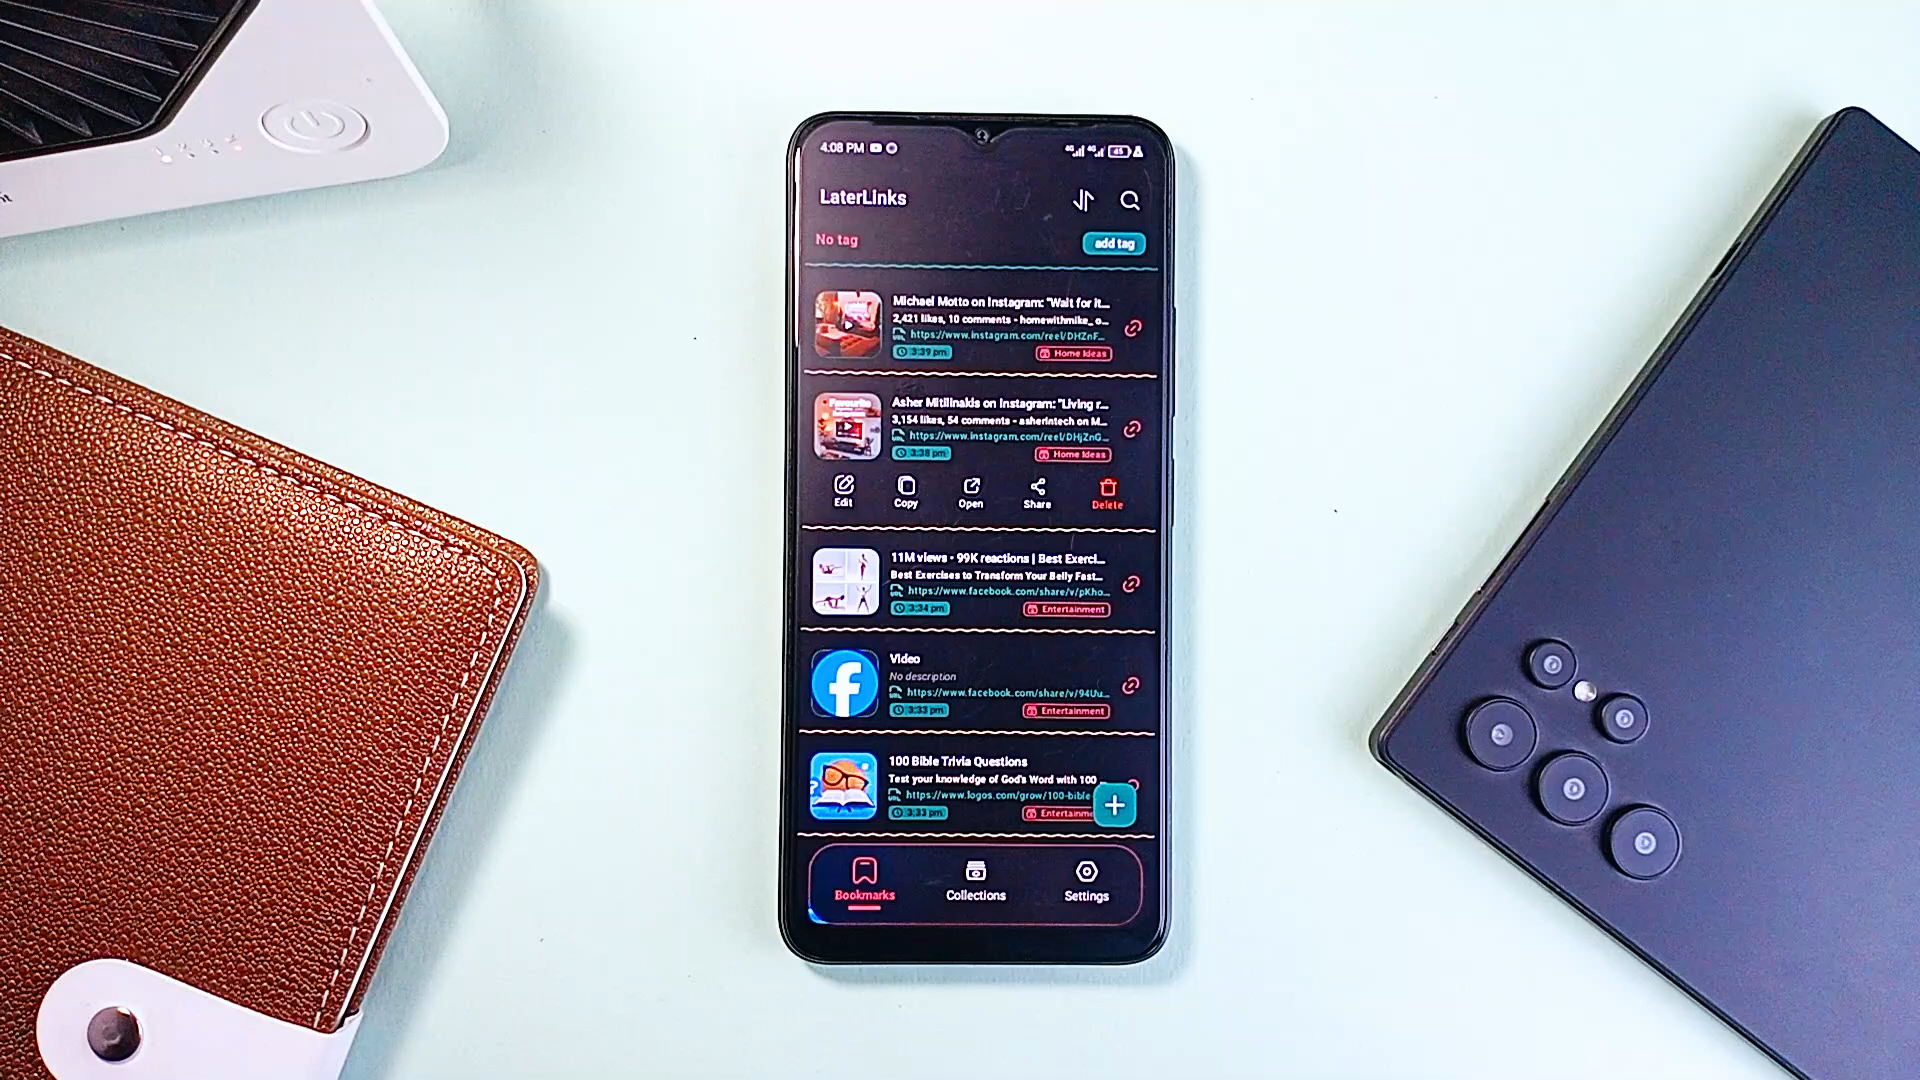 4:08 PM
45
LaterLinks
No tag
add tag
Michael Motto on Instagram: "Wait for it...
2,421 likes, 10 comments - homewithmike_ o...
https://www.instagram.com/reel/DHZnF...
3:39 pm
Home Ideas
Asher Mitilinakis on Instagram: "Living r...
3,154 likes, 54 comments - asherintech on M...
https://www.instagram.com/reel/DHjZnG...
3:38 pm
Home Ideas
Edit
Copy
Open
Share
Delete
11M views • 99K reactions | Best Exerci...
Best Exercises to Transform Your Belly Fast...
https://www.facebook.com/share/v/pKho...
3:34 pm
Entertainment
Video
No description
https://www.facebook.com/share/v/94Uu...
3:33 pm
Entertainment
100 Bible Trivia Questions
Test your knowledge of God's Word with 100 ...
https://www.logos.com/grow/100-bible
3:33 pm
Entertainme
+
Bookmarks
Collections
Settings